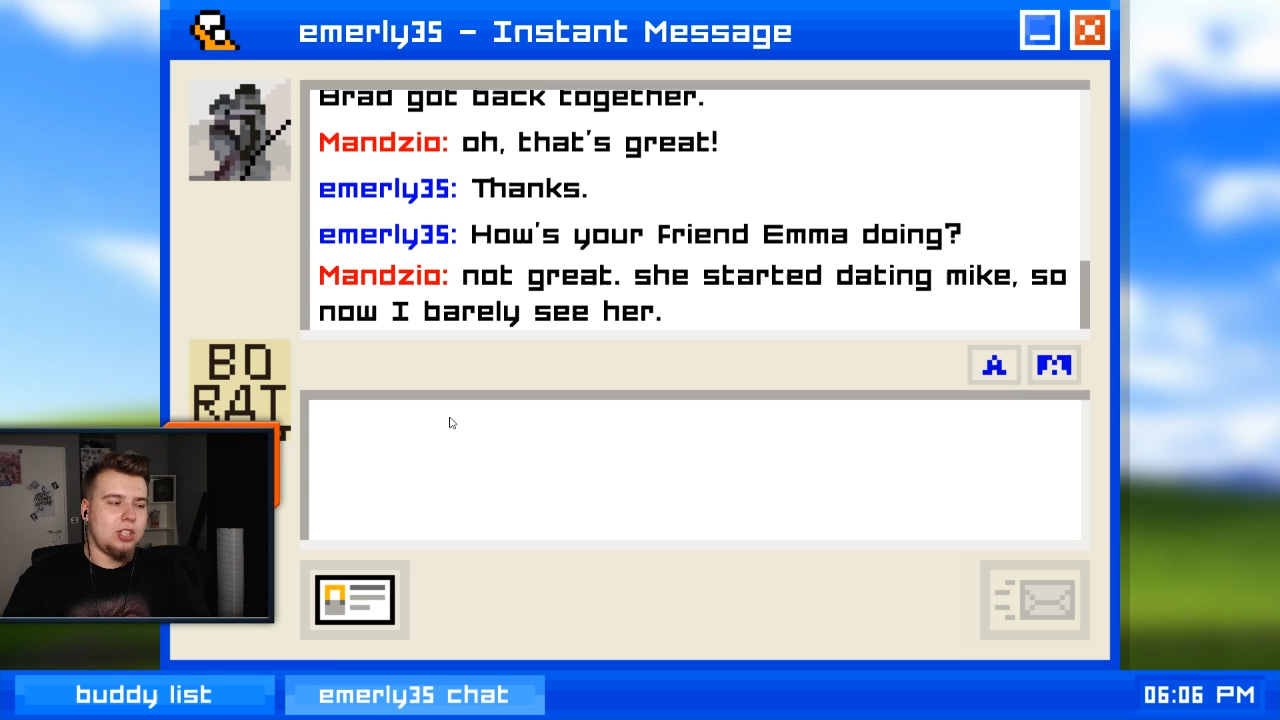 emerly35 - Instant Message
Brad got back together.
Mandzio: oh, that's great!
emerly35: Thanks.
emerly35: How's your friend Emma doing?
Mandzio: not great. she started dating mike, so
now I barely see her.
BO
RAT
A
buddy list
emerly35 chat
06:06 PM